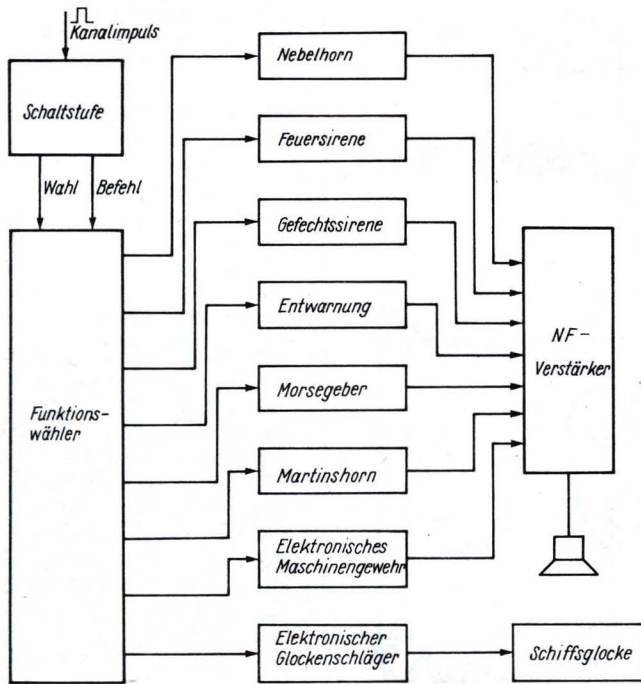 Kanalimpuls
Schaltstufe
Wahl
Befehl
Funktions-
wähler
Nebelhorn
Feuersirene
Gefechtssirene
Entwarnung
Morsegeber
Martinshorn
Elektronisches
Maschinengewehr
Elektronischer
Glockenschläger
NF-
Verstärker
Schiffsglocke